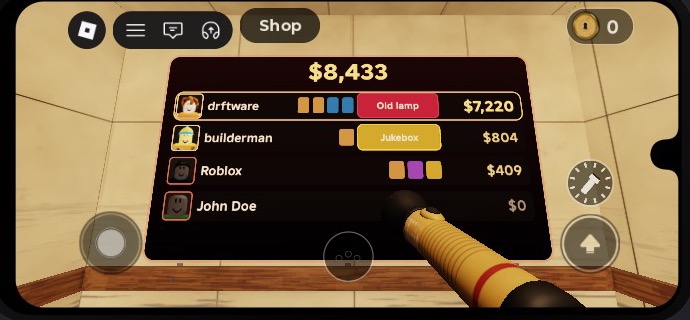 Shop
0
$8,433
drftware Old lamp $7,220
builderman Jukebox $804
Roblox $409
John Doe $0